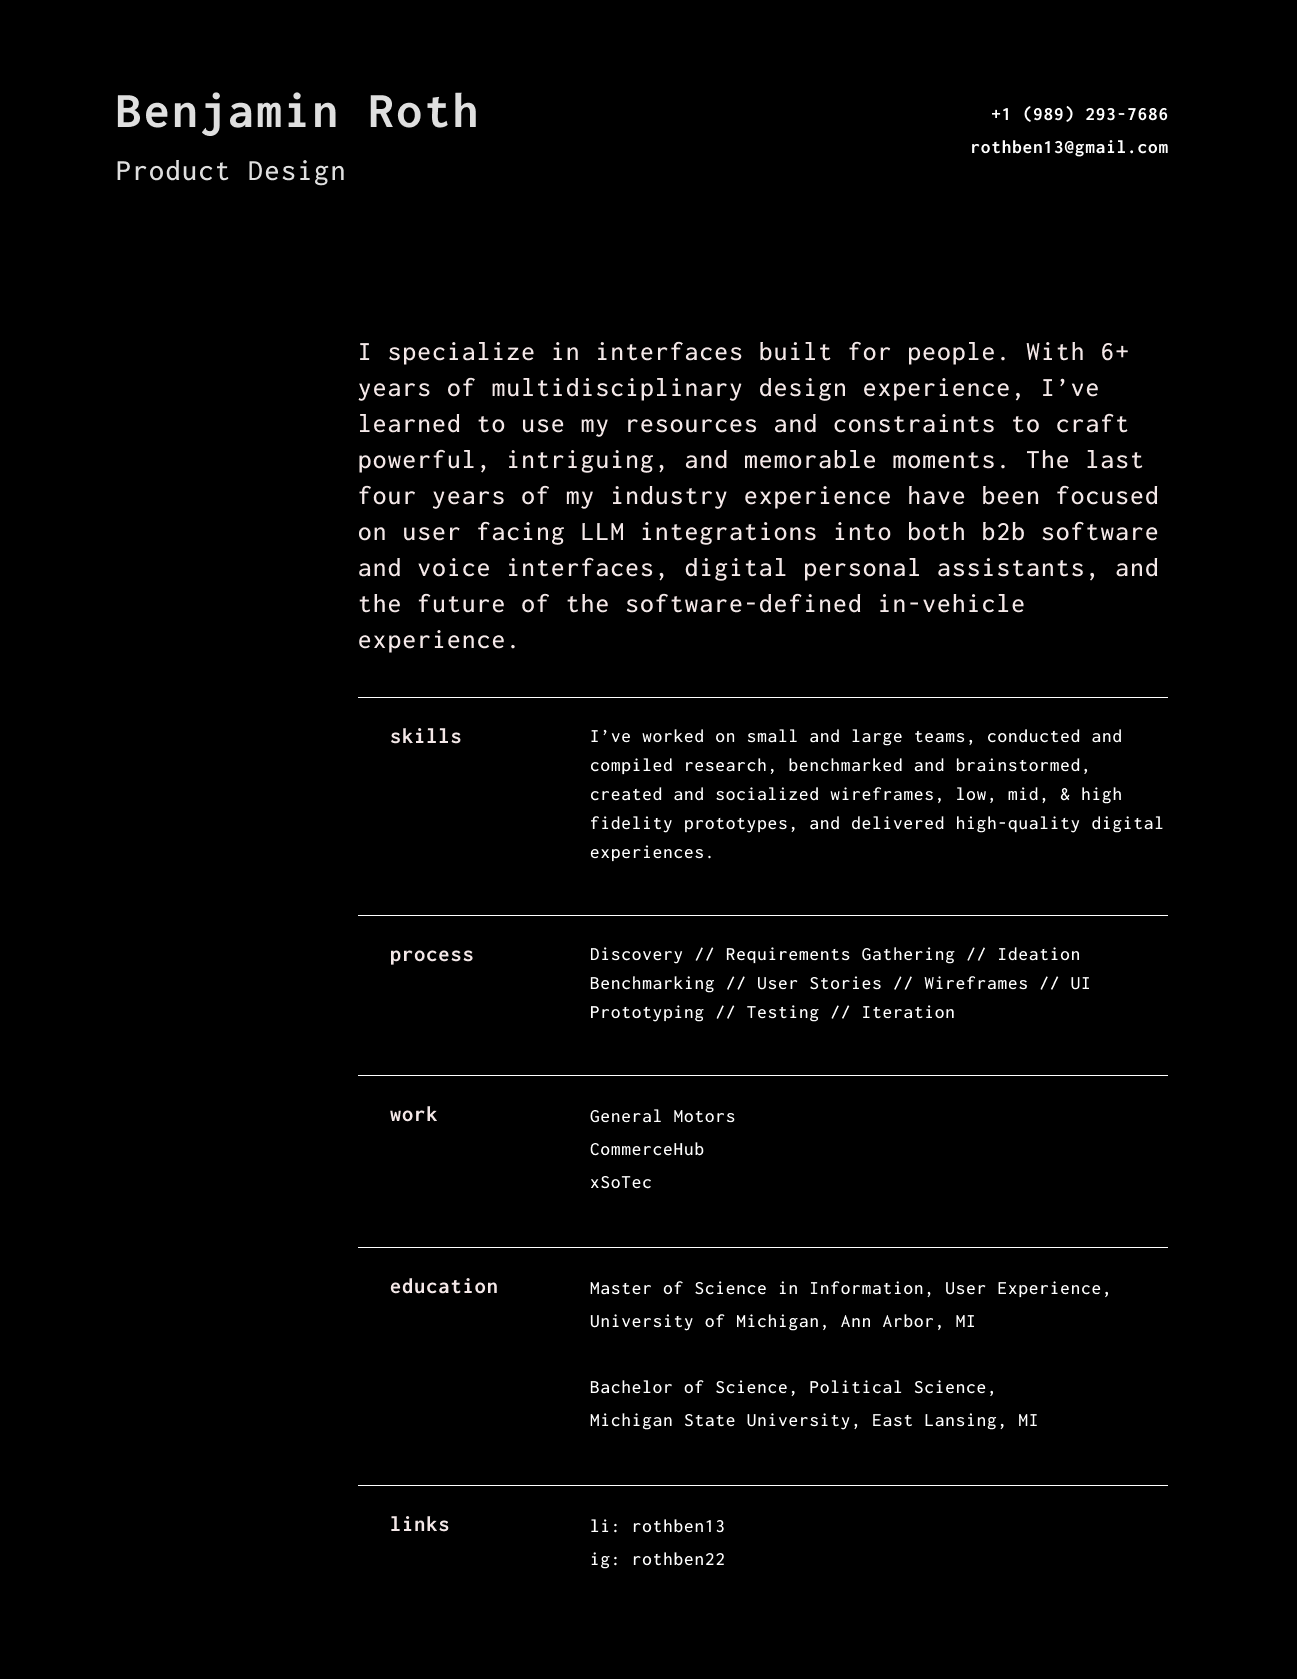 Benjamin Roth
Product Design
+1 (989) 293-7686
rothben13@gmail.com
I specialize in interfaces built for people. With 6+
years of multidisciplinary design experience, I’ve
learned to use my resources and constraints to craft
powerful, intriguing, and memorable moments. The last
four years of my industry experience have been focused
on user facing LLM integrations into both b2b software
and voice interfaces, digital personal assistants, and
the future of the software-defined in-vehicle
experience.
skills
I’ve worked on small and large teams, conducted and
compiled research, benchmarked and brainstormed,
created and socialized wireframes, low, mid, & high
fidelity prototypes, and delivered high-quality digital
experiences.
process
Discovery // Requirements Gathering // Ideation
Benchmarking // User Stories // Wireframes // UI
Prototyping // Testing // Iteration
work
General Motors
CommerceHub
xSoTec
education
Master of Science in Information, User Experience,
University of Michigan, Ann Arbor, MI
Bachelor of Science, Political Science,
Michigan State University, East Lansing, MI
links
li: rothben13
ig: rothben22